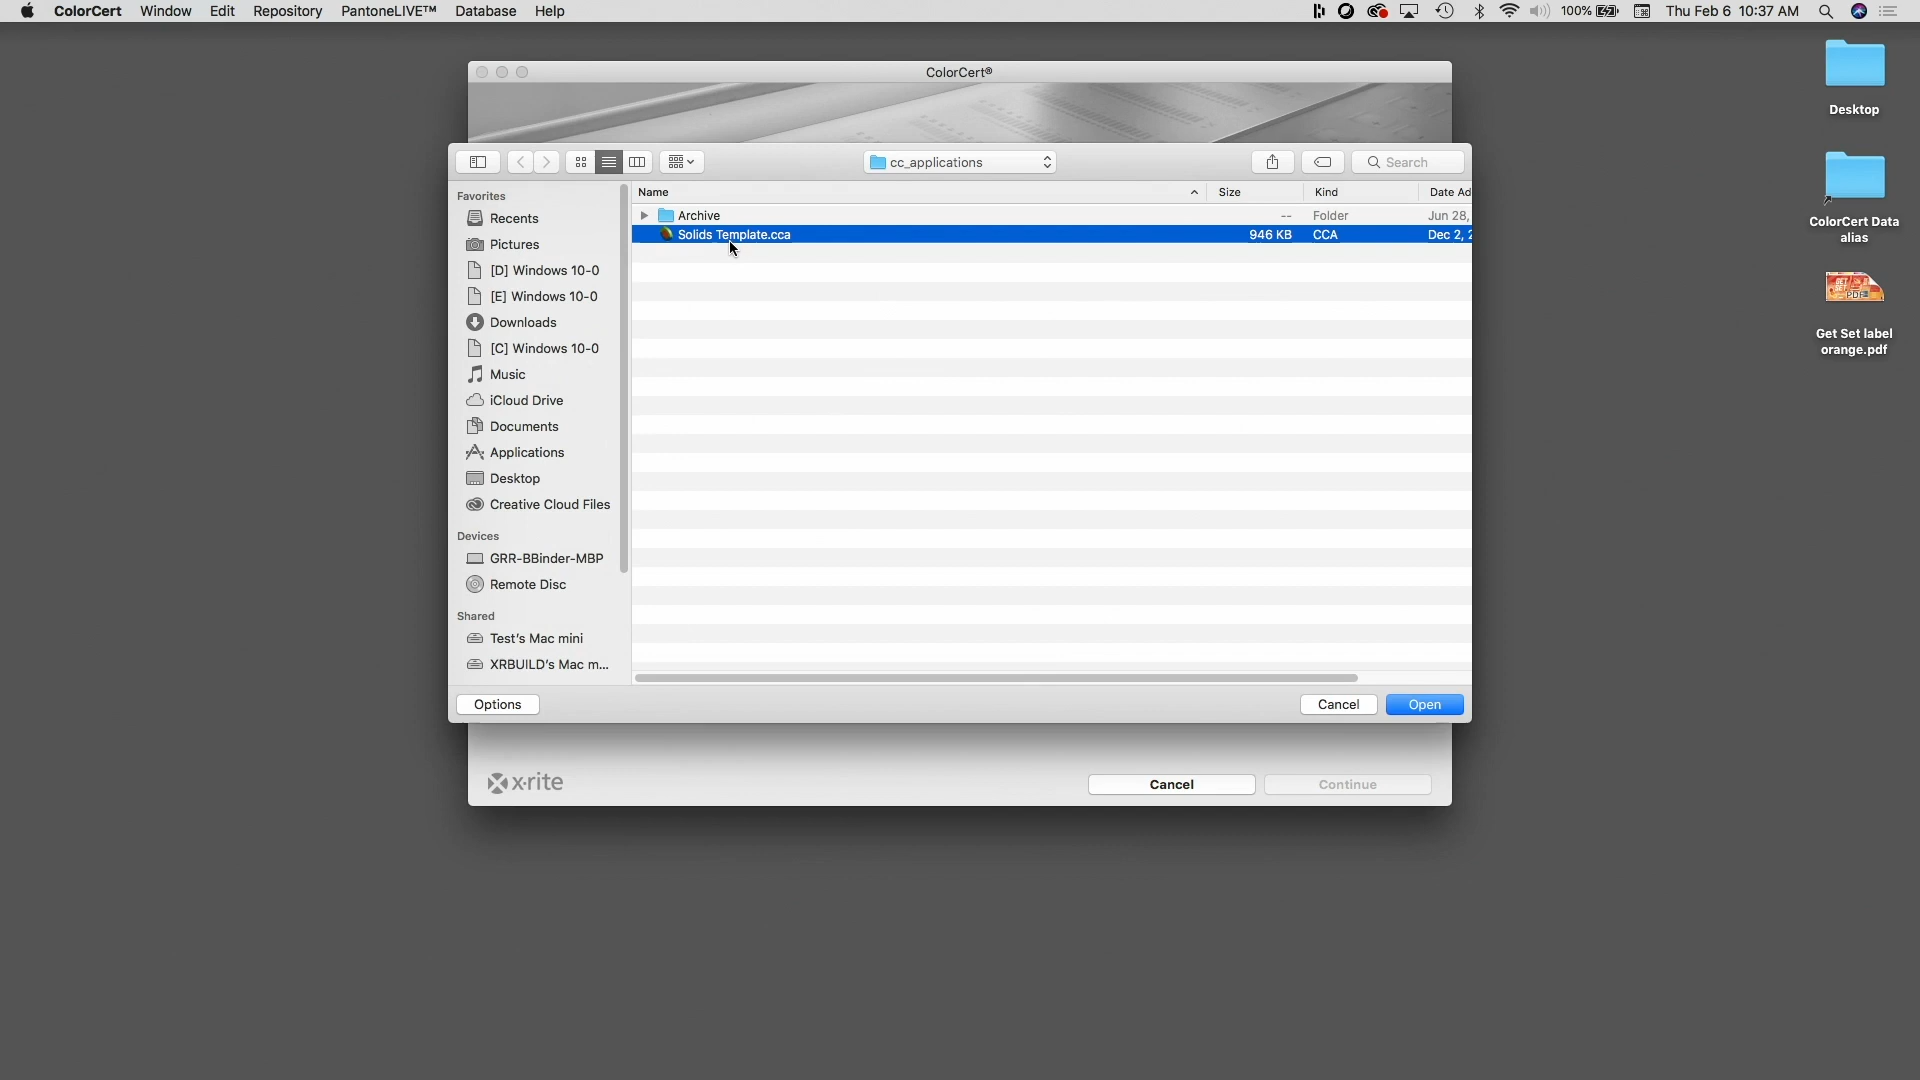 ColorCert Window Edit Repository PantoneLIVE™ Database Help 100% Thu Feb 6 10:37 AM
ColorCert®
cc_applications Search
Favorites
Recents
Pictures
[D] Windows 10-0
[E] Windows 10-0
Downloads
[C] Windows 10-0
Music
iCloud Drive
Documents
Applications
Desktop
Creative Cloud Files
Devices
GRR-BBinder-MBP
Remote Disc
Shared
Test's Mac mini
XRBUILD's Mac m...
Name Size Kind Date Ad
Archive -- Folder Jun 28,
Solids Template.cca 946 KB CCA Dec 2, 2
Options Cancel Open
x·rite Cancel Continue
Desktop
ColorCert Data
alias
GET
SET
PDF
Get Set label
orange.pdf